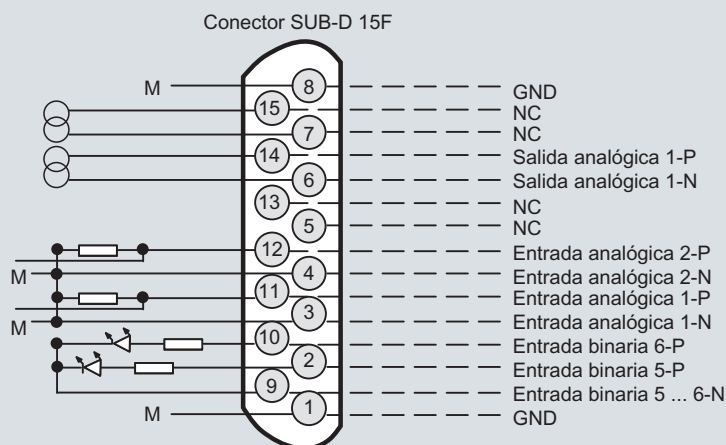 Conector SUB-D 15F
M 8 GND
15 NC
7 NC
14 Salida analógica 1-P
6 Salida analógica 1-N
13 NC
5 NC
12 Entrada analógica 2-P
M 4 Entrada analógica 2-N
11 Entrada analógica 1-P
M 3 Entrada analógica 1-N
10 Entrada binaria 6-P
2 Entrada binaria 5-P
9 Entrada binaria 5 ... 6-N
M 1 GND